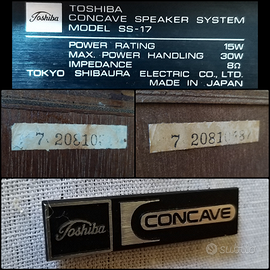 TOSHIBA
CONCAVE SPEAKER SYSTEM
MODEL SS-17
Toshiba
POWER RATING 15W
MAX. POWER HANDLING 30W
IMPEDANCE 8Ω
TOKYO SHIBAURA ELECTRIC CO., LTD.
MADE IN JAPAN
Toshiba
CONCAVE